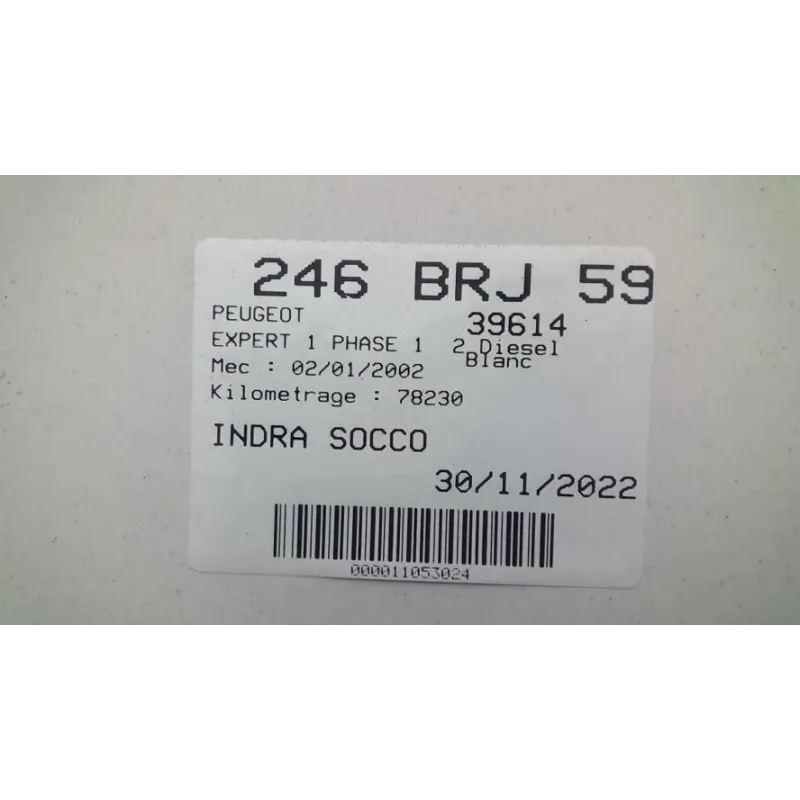 246 BRJ 59
PEUGEOT 39614
EXPERT 1 PHASE 1 2 Diesel
Blanc
Mec : 02/01/2002
Kilometrage : 78230
INDRA SOCCO
30/11/2022
000011053024